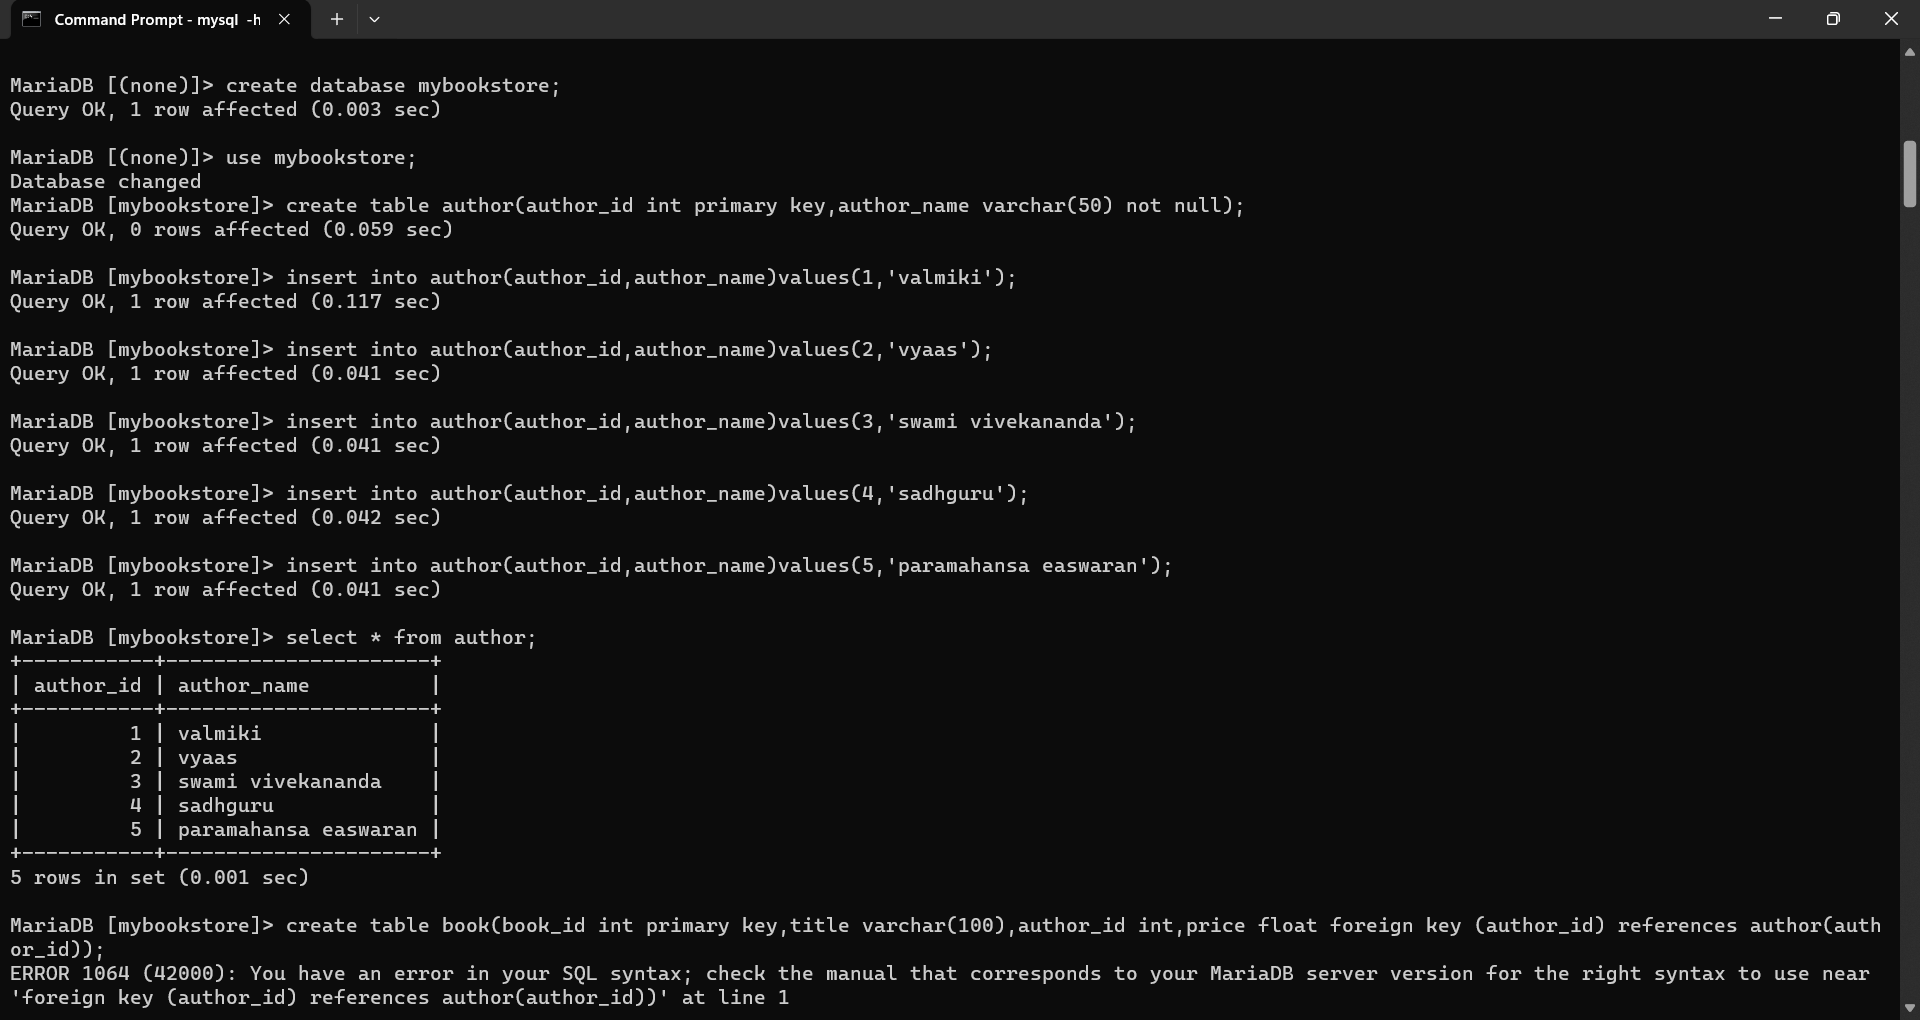 Command Prompt - mysql -h
MariaDB [(none)]> create database mybookstore;
Query OK, 1 row affected (0.003 sec)
MariaDB [(none)]> use mybookstore;
Database changed
MariaDB [mybookstore]> create table author(author_id int primary key,author_name varchar(50) not null);
Query OK, 0 rows affected (0.059 sec)
MariaDB [mybookstore]> insert into author(author_id,author_name)values(1,'valmiki');
Query OK, 1 row affected (0.117 sec)
MariaDB [mybookstore]> insert into author(author_id,author_name)values(2,'vyaas');
Query OK, 1 row affected (0.041 sec)
MariaDB [mybookstore]> insert into author(author_id,author_name)values(3,'swami vivekananda');
Query OK, 1 row affected (0.041 sec)
MariaDB [mybookstore]> insert into author(author_id,author_name)values(4,'sadhguru');
Query OK, 1 row affected (0.042 sec)
MariaDB [mybookstore]> insert into author(author_id,author_name)values(5,'paramahansa easwaran');
Query OK, 1 row affected (0.041 sec)
MariaDB [mybookstore]> select * from author;
+-----------+----------------------+
| author_id | author_name          |
+-----------+----------------------+
|         1 | valmiki              |
|         2 | vyaas                |
|         3 | swami vivekananda    |
|         4 | sadhguru             |
|         5 | paramahansa easwaran |
+-----------+----------------------+
5 rows in set (0.001 sec)
MariaDB [mybookstore]> create table book(book_id int primary key,title varchar(100),author_id int,price float foreign key (author_id) references author(auth
or_id));
ERROR 1064 (42000): You have an error in your SQL syntax; check the manual that corresponds to your MariaDB server version for the right syntax to use near
'foreign key (author_id) references author(author_id))' at line 1